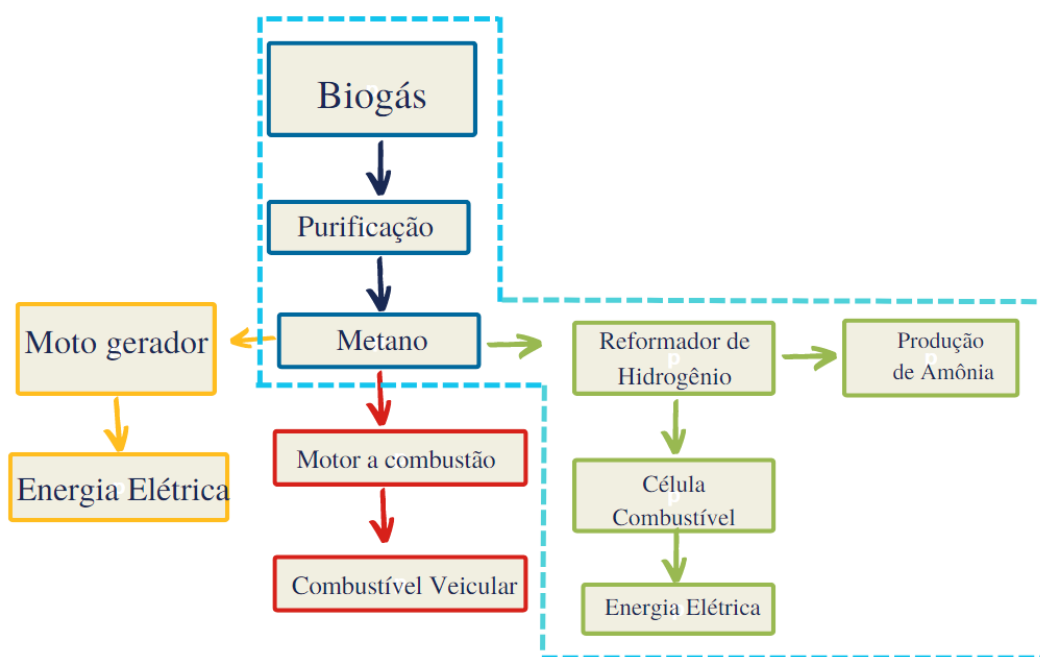 Biogás
Purificação
Metano
Moto gerador
Energia Elétrica
Motor a combustão
Combustível Veicular
Reformador de
Hidrogênio
Produção
de Amônia
Célula
Combustível
Energia Elétrica